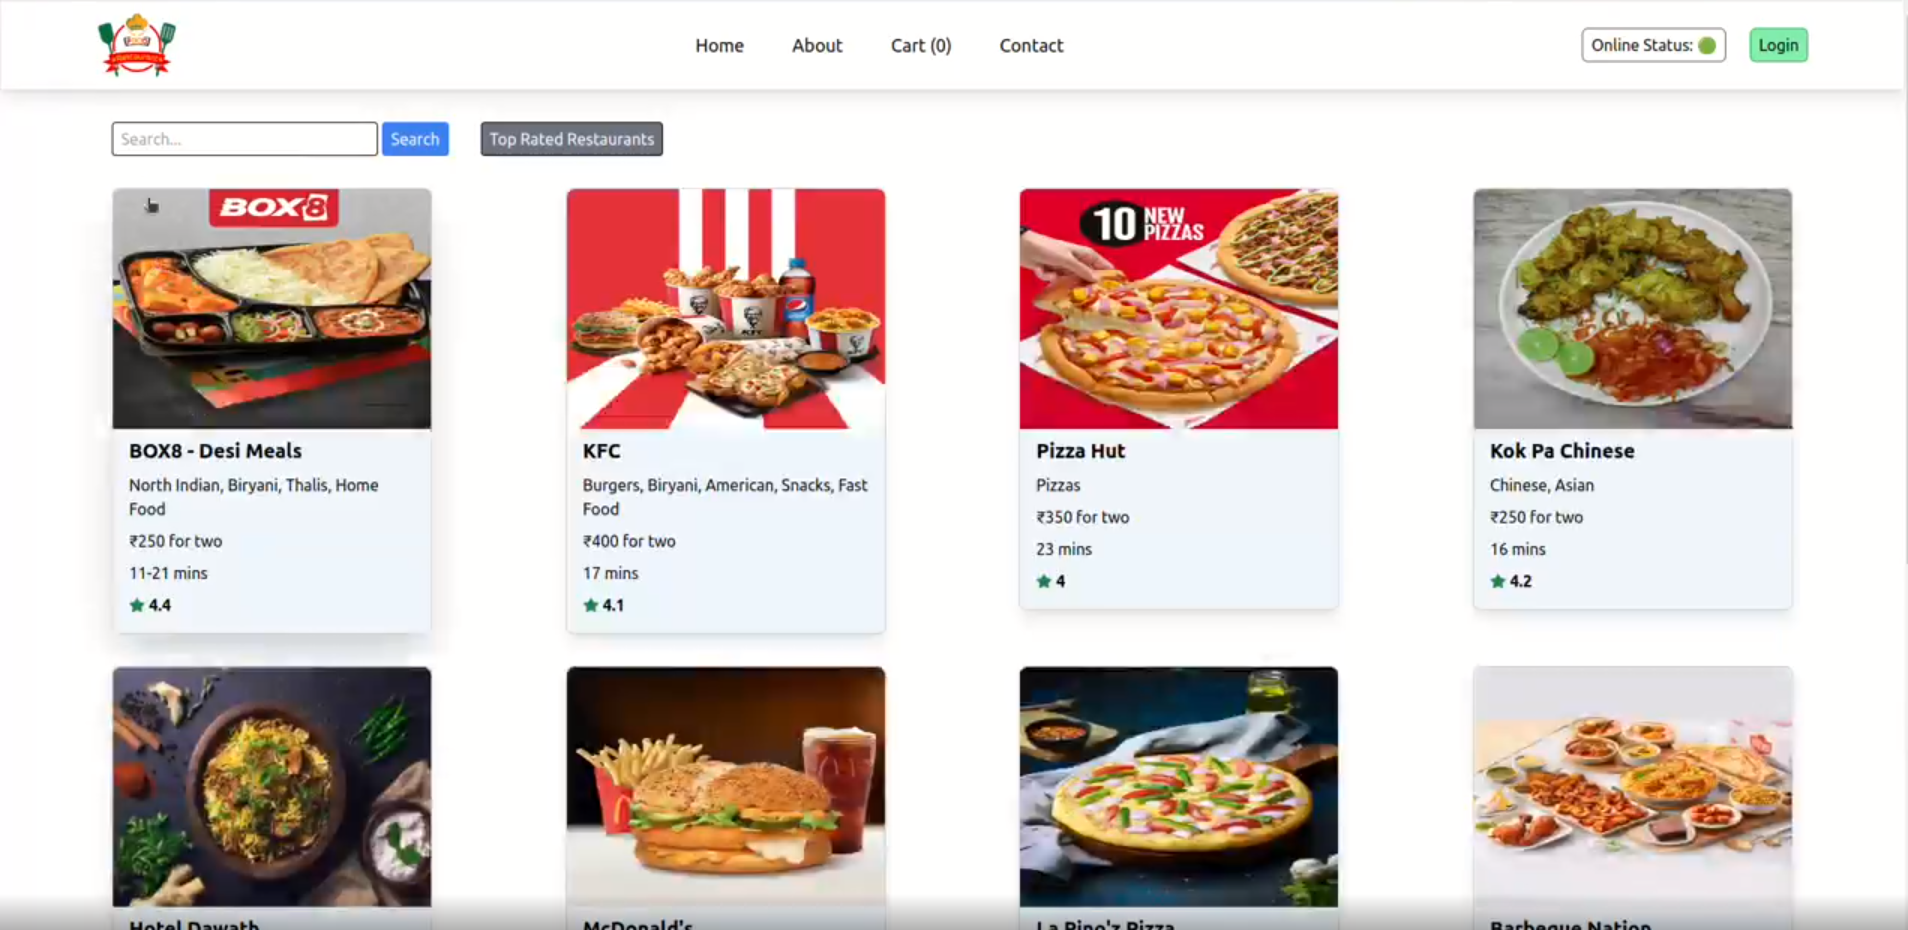 Restaurant
Home
About
Cart (0)
Contact
Online Status:
Login
Search...
Search
Top Rated Restaurants
BOX8
10 NEW PIZZAS
BOX8 - Desi Meals
North Indian, Biryani, Thalis, Home
Food
₹250 for two
11-21 mins
4.4
KFC
Burgers, Biryani, American, Snacks, Fast
Food
₹400 for two
17 mins
4.1
Pizza Hut
Pizzas
₹350 for two
23 mins
4
Kok Pa Chinese
Chinese, Asian
₹250 for two
16 mins
4.2
Hotel Dawath
McDonald's
La Pino'z Pizza
Barbeque Nation